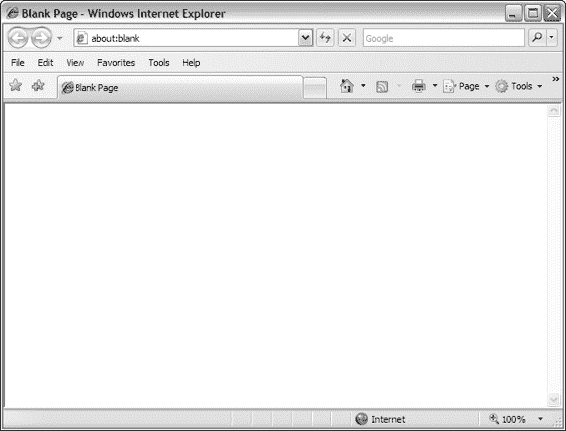 Blank Page - Windows Internet Explorer
about:blank
Google
File Edit View Favorites Tools Help
Blank Page
Page Tools
Internet 100%